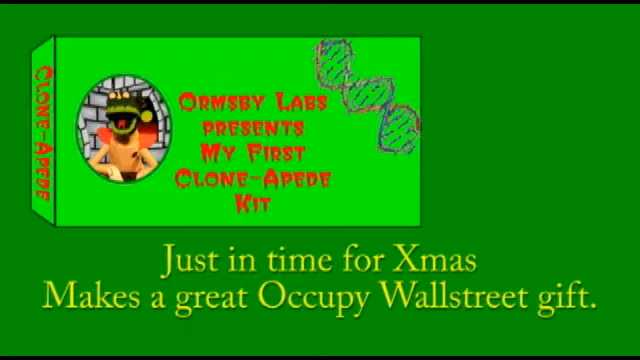 Clone-Apede
Ormsby Labs
presents
My First
Clone-Apede
Kit
Just in time for Xmas
Makes a great Occupy Wallstreet gift.